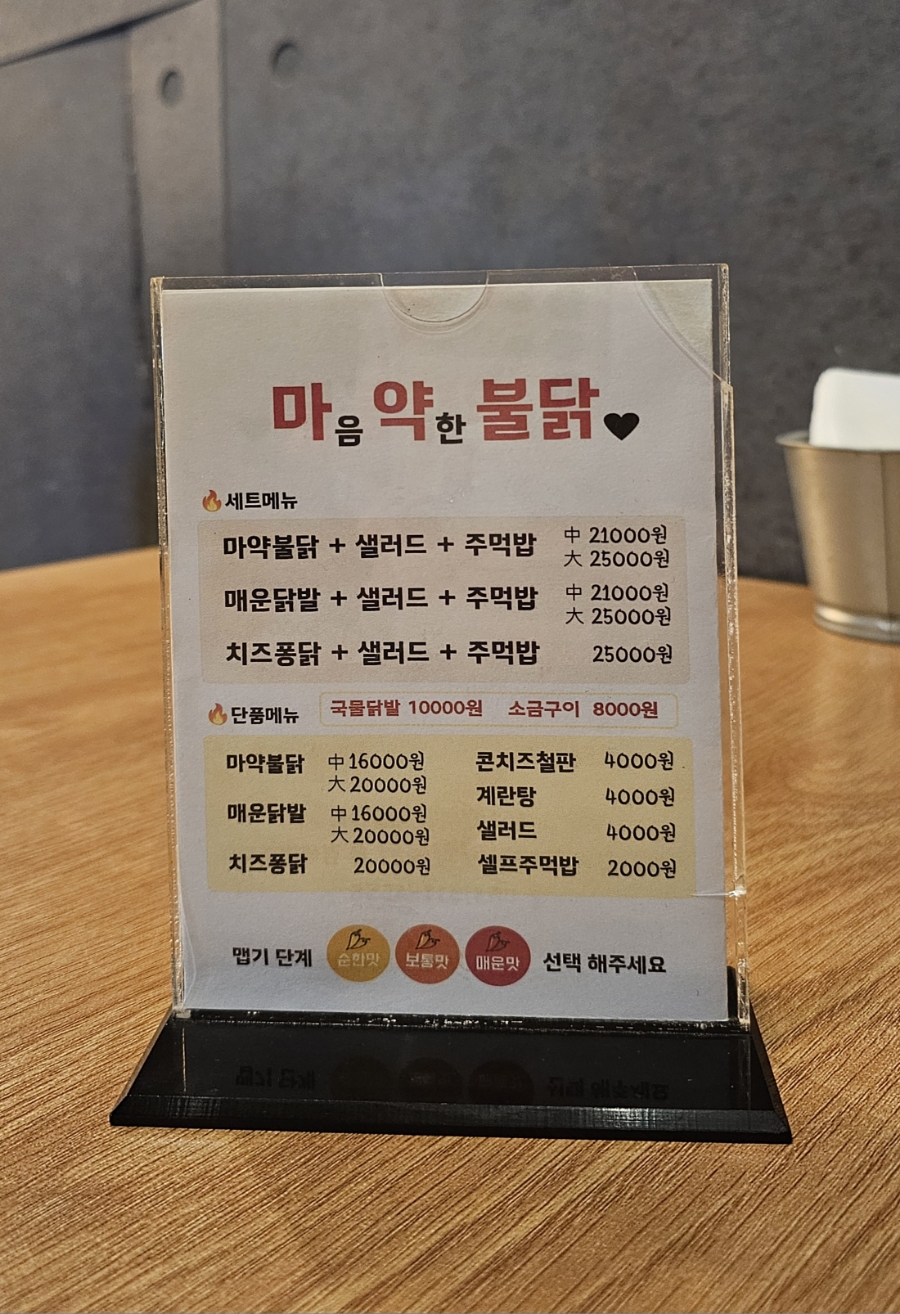 마음 약한 불닭♥
🔥세트메뉴
마약불닭 + 샐러드 + 주먹밥 中 21000원
大 25000원
매운닭발 + 샐러드 + 주먹밥 中 21000원
大 25000원
치즈퐁닭 + 샐러드 + 주먹밥 25000원
🔥단품메뉴 국물닭발 10000원 소금구이 8000원
마약불닭 中 16000원
大 20000원
매운닭발 中 16000원
大 20000원
치즈퐁닭 20000원
콘치즈철판 4000원
계란탕 4000원
샐러드 4000원
셀프주먹밥 2000원
맵기 단계 순한맛 보통맛 매운맛 선택 해주세요